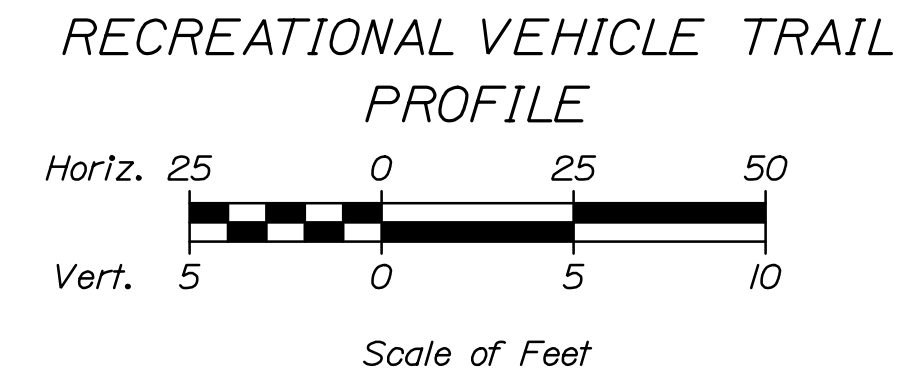 RECREATIONAL VEHICLE TRAIL
PROFILE
Horiz. 25 0 25 50
Vert. 5 0 5 10
Scale of Feet